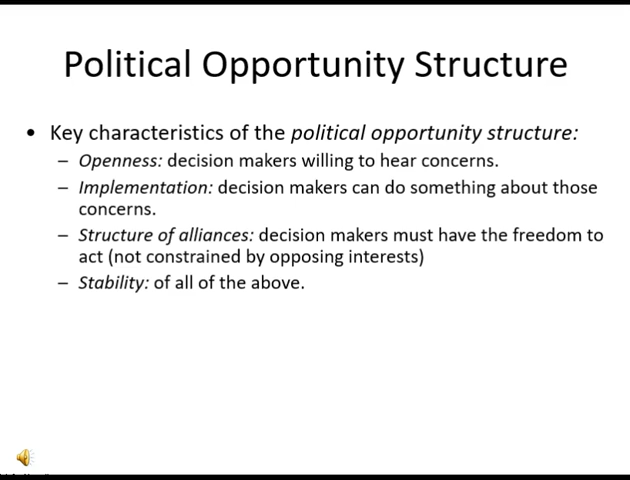 Political Opportunity Structure
• Key characteristics of the political opportunity structure:
– Openness: decision makers willing to hear concerns.
– Implementation: decision makers can do something about those
concerns.
– Structure of alliances: decision makers must have the freedom to
act (not constrained by opposing interests)
– Stability: of all of the above.